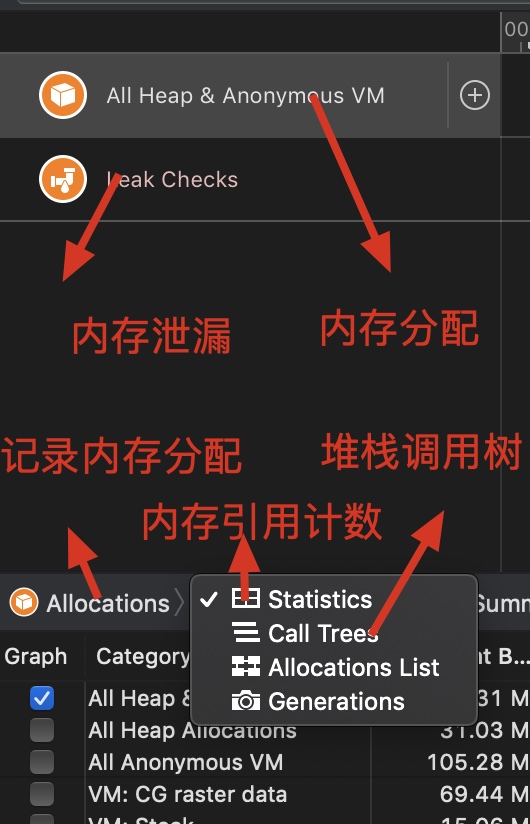 00
All Heap & Anonymous VM
Leak Checks
内存泄漏
内存分配
记录内存分配
堆栈调用树
内存引用计数
Allocations
Statistics
Summ
Call Trees
Graph
Category
nt B...
Allocations List
All Heap &
31 M
Generations
All Heap Allocations
31.03 M
All Anonymous VM
105.28 M
VM: CG raster data
69.44 M
VM: Stack
15.06 M